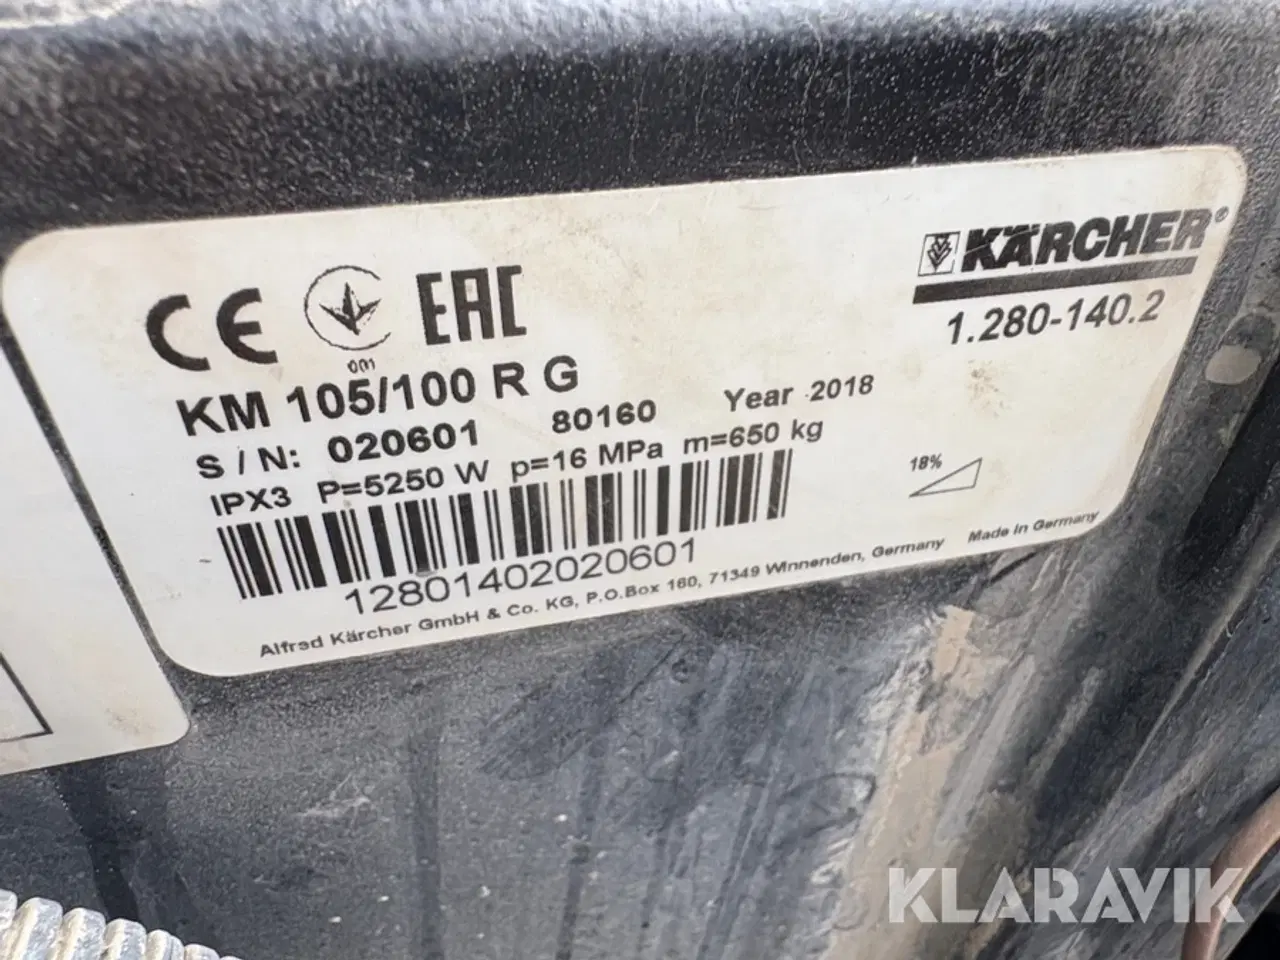 KÄRCHER®
1.280-140.2
CE 001 EAC
KM 105/100 R G
S / N: 020601 80160 Year 2018
IPX3 P=5250 W p=16 MPa m=650 kg
18%
12801402020601
Alfred Kärcher GmbH & Co. KG, P.O.Box 160, 71349 Winnenden, Germany Made in Germany
KLARAVIK